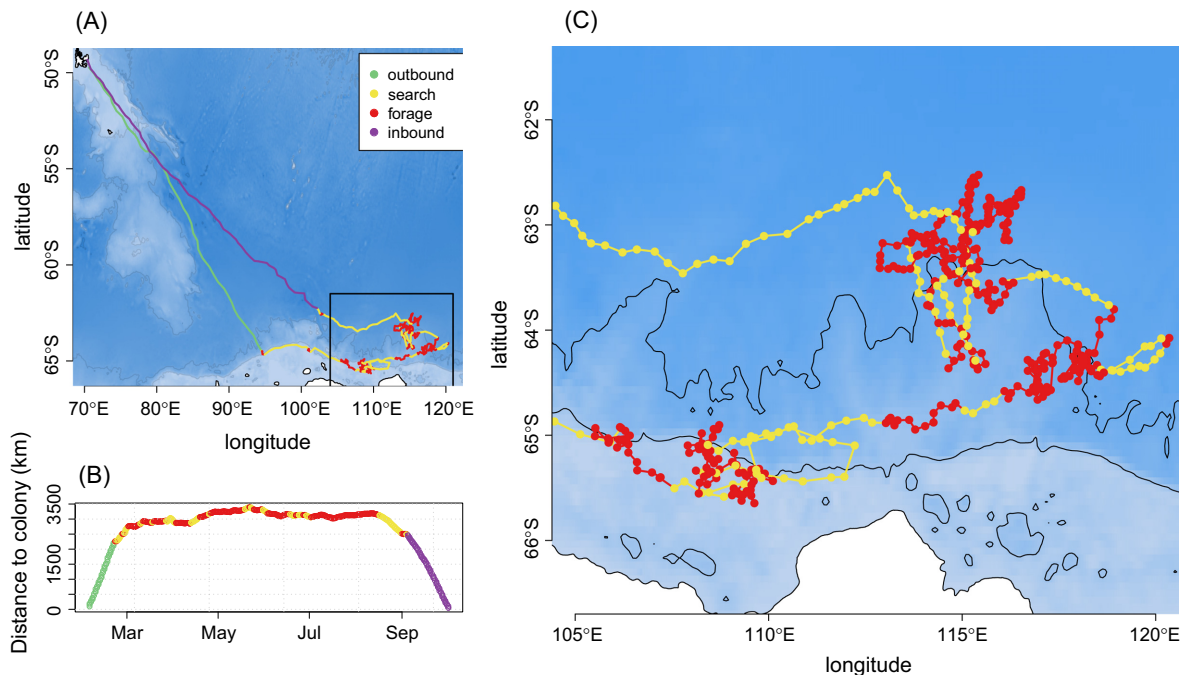 (A)
50°S
55°S
60°S
65°S
latitude
outbound
search
forage
inbound
70°E 80°E 90°E 100°E 110°E 120°E
longitude
(B)
Distance to colony (km)
3500
1500
0
Mar May Jul Sep
(C)
62°S
63°S
64°S
65°S
66°S
latitude
105°E 110°E 115°E 120°E
longitude